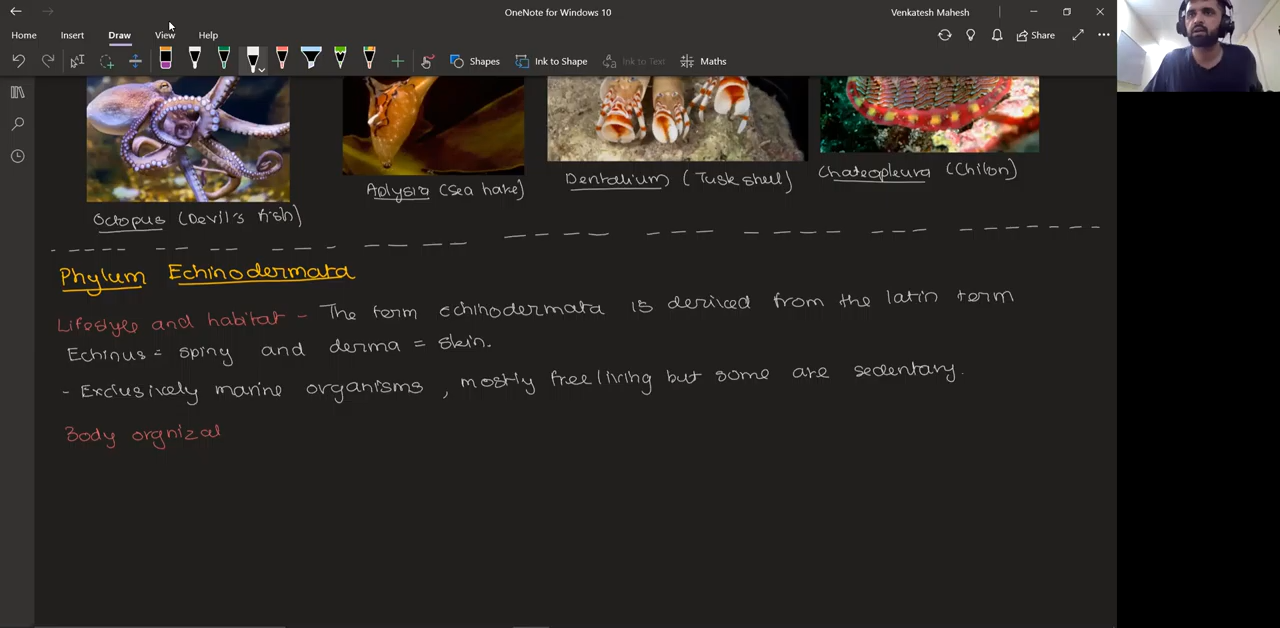 OneNote for Windows 10
Venkatesh Mahesh
Home Insert Draw View Help
Shapes Ink to Shape Ink to Text Maths Share
Octopus (Devil's fish)
Aplysia (Sea hake)
Dentalium (Tusk shell)
Chateopleura (Chilon)
Phylum Echinodermata
Lifestyle and habitat - The term echinodermata is derived from the latin term
Echinus = spiny and derma = skin.
- Exclusively marine organisms, mostly free living but some are sedentary.
Body orgnizat